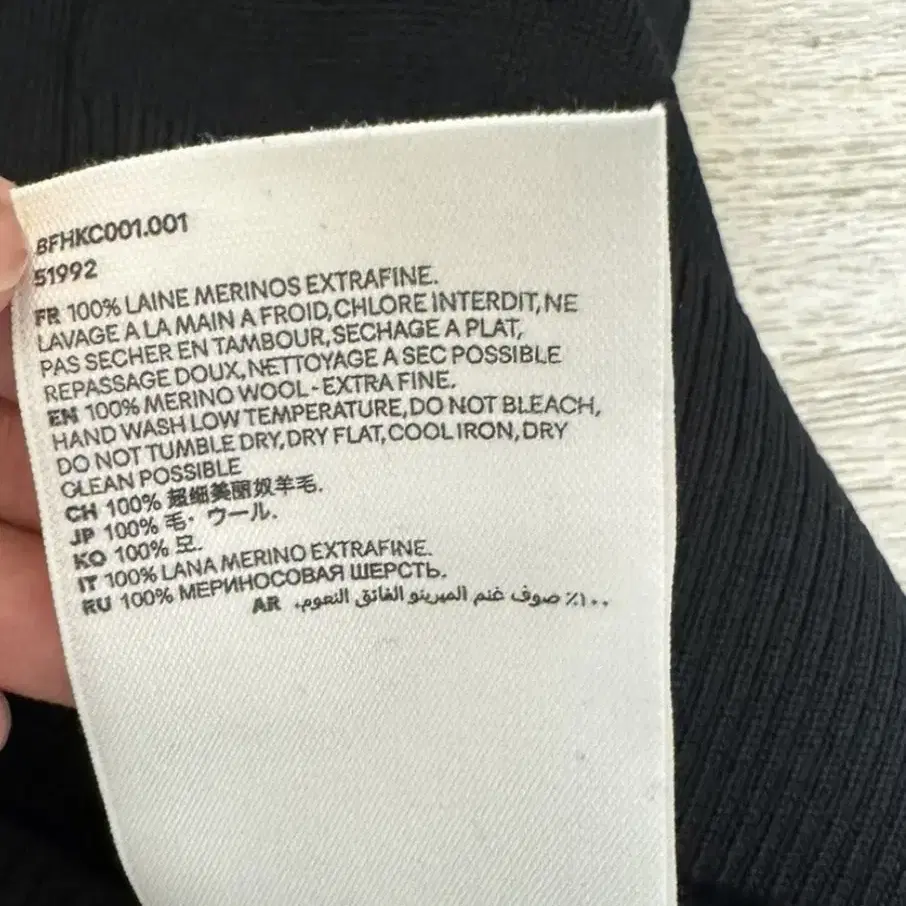 BFHKC001.001
51992
FR 100% LAINE MERINOS EXTRAFINE.
LAVAGE A LA MAIN A FROID,CHLORE INTERDIT,NE
PAS SECHER EN TAMBOUR,SECHAGE A PLAT,
REPASSAGE DOUX,NETTOYAGE A SEC POSSIBLE
EN 100% MERINO WOOL-EXTRA FINE.
HAND WASH LOW TEMPERATURE,DO NOT BLEACH,
DO NOT TUMBLE DRY,DRY FLAT,COOL IRON,DRY
CLEAN POSSIBLE
CH 100% 超细美丽奴羊毛.
JP 100% 毛・ウール.
KO 100% 모.
IT 100% LANA MERINO EXTRAFINE.
RU 100% МЕРИНОСОВАЯ ШЕРСТЬ.
AR ١٠٠٪ صوف غنم الميرينو الفائق النعوم.